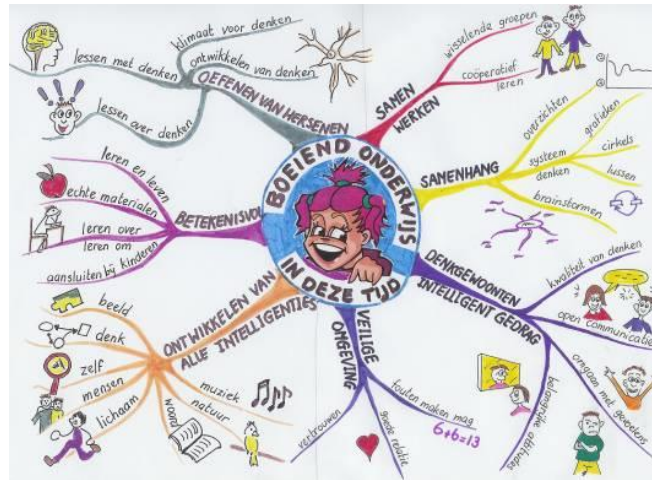 BOEIEND ONDERWIJS
IN DEZE TIJD
SAMEN
WERKEN
wisselende groepen
coöperatief
leren
SAMENHANG
overzichten
systeem
denken
grafieken
cirkels
lussen
brainstormen
DENKGEWOONTEN
INTELLIGENT GEDRAG
kwaliteit van denken
open communicatie
omgaan met gevoelens
belangrijke attitudes
VEILIGE
OMGEVING
fouten maken mag
6+6=13
goede relatie
vertrouwen
ONTWIKKELEN VAN
ALLE INTELLIGENTIES
muziek
natuur
woord
lichaam
mensen
zelf
denk
beeld
BETEKENISVOL
leren en leven
echte materialen
leren over
leren om
aansluiten bij kinderen
OEFENEN VAN HERSENEN
lessen over denken
lessen met denken
klimaat voor denken
ontwikkelen van denken